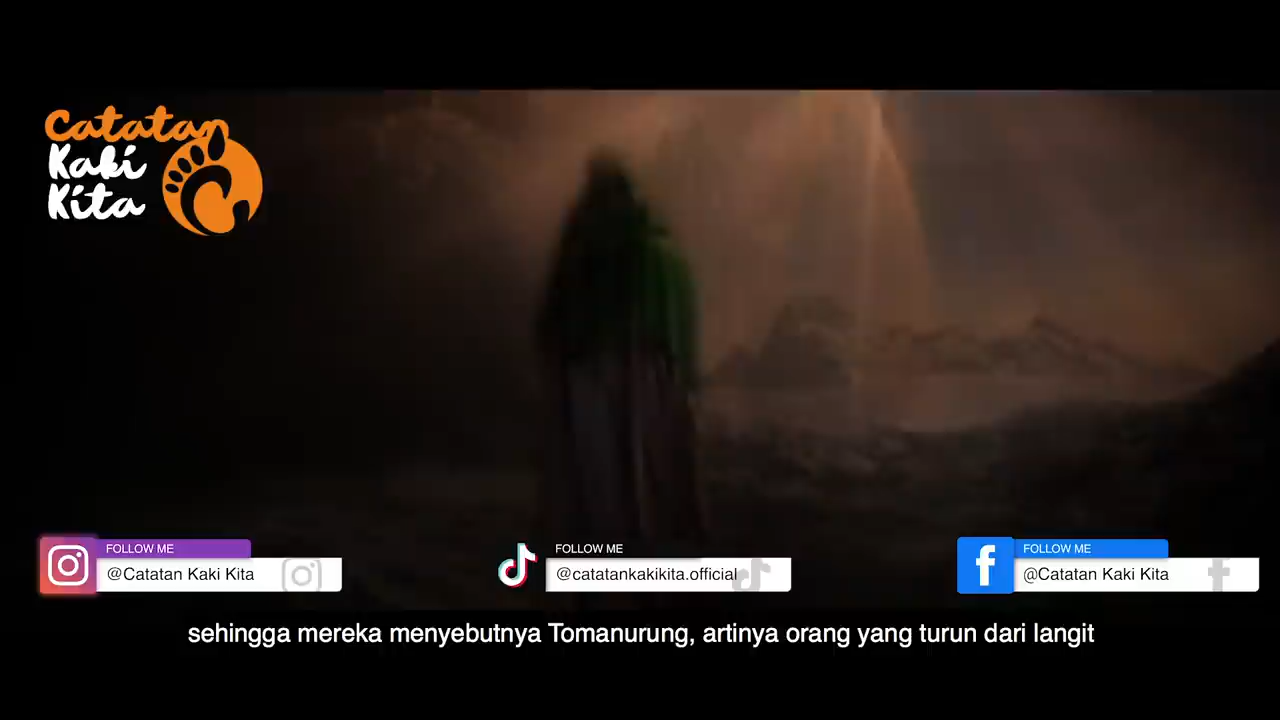 Catatan
Kaki
Kita
FOLLOW ME
@Catatan Kaki Kita
FOLLOW ME
@catatankakikita.official
FOLLOW ME
@Catatan Kaki Kita
sehingga mereka menyebutnya Tomanurung, artinya orang yang turun dari langit